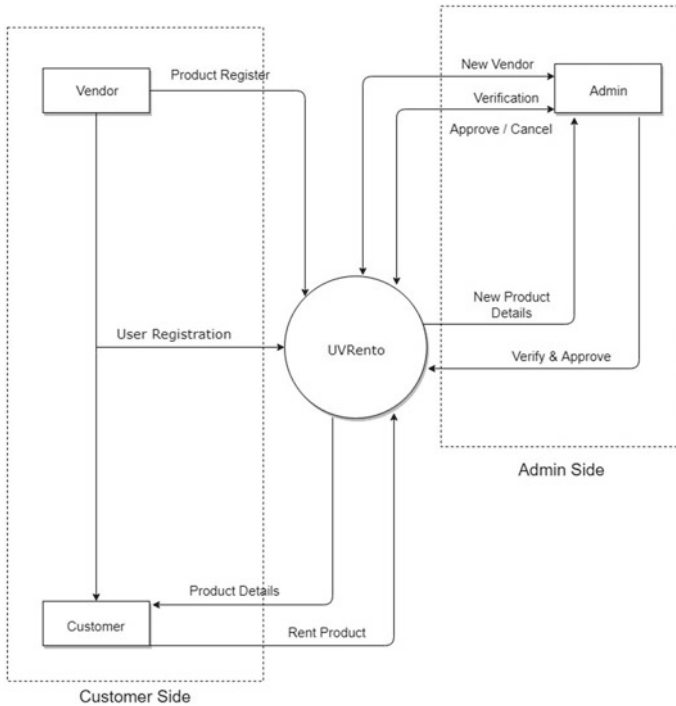 Product Register
New Vendor
Vendor
Admin
Verification
Approve / Cancel
New Product
Details
User Registration
UVRento
Verify & Approve
Admin Side
Product Details
Customer
Rent Product
Customer Side